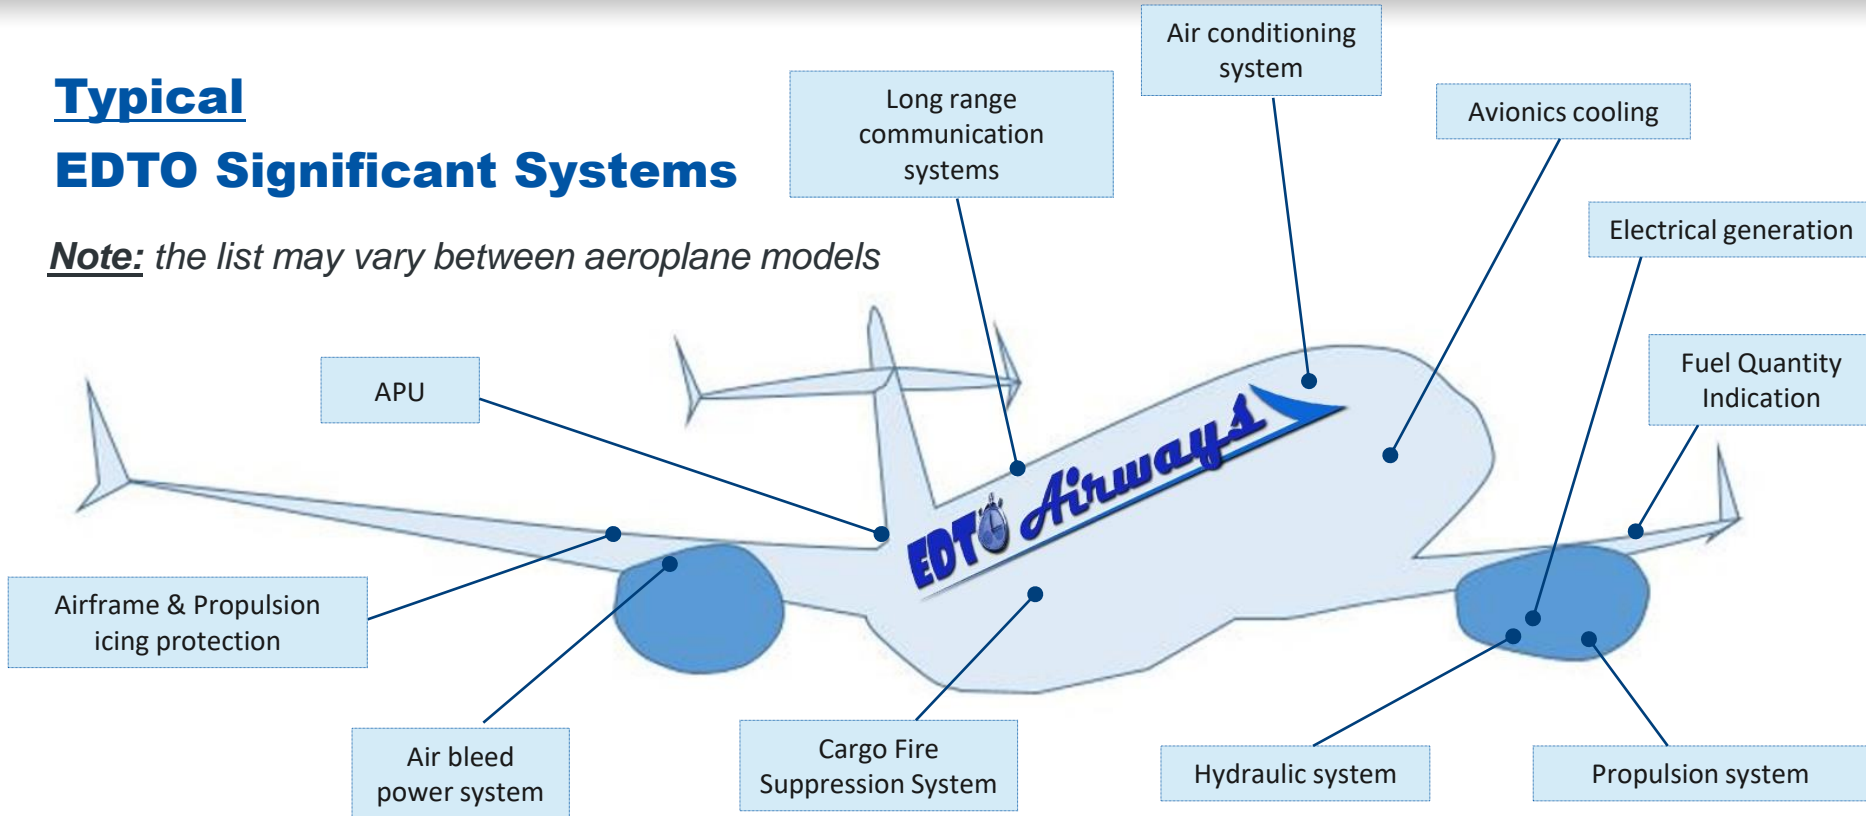 Typical
EDTO Significant Systems
Note: the list may vary between aeroplane models
Long range
communication
systems
Air conditioning
system
Avionics cooling
Electrical generation
Fuel Quantity
Indication
APU
EDTO Airways
Airframe & Propulsion
icing protection
Air bleed
power system
Cargo Fire
Suppression System
Hydraulic system
Propulsion system